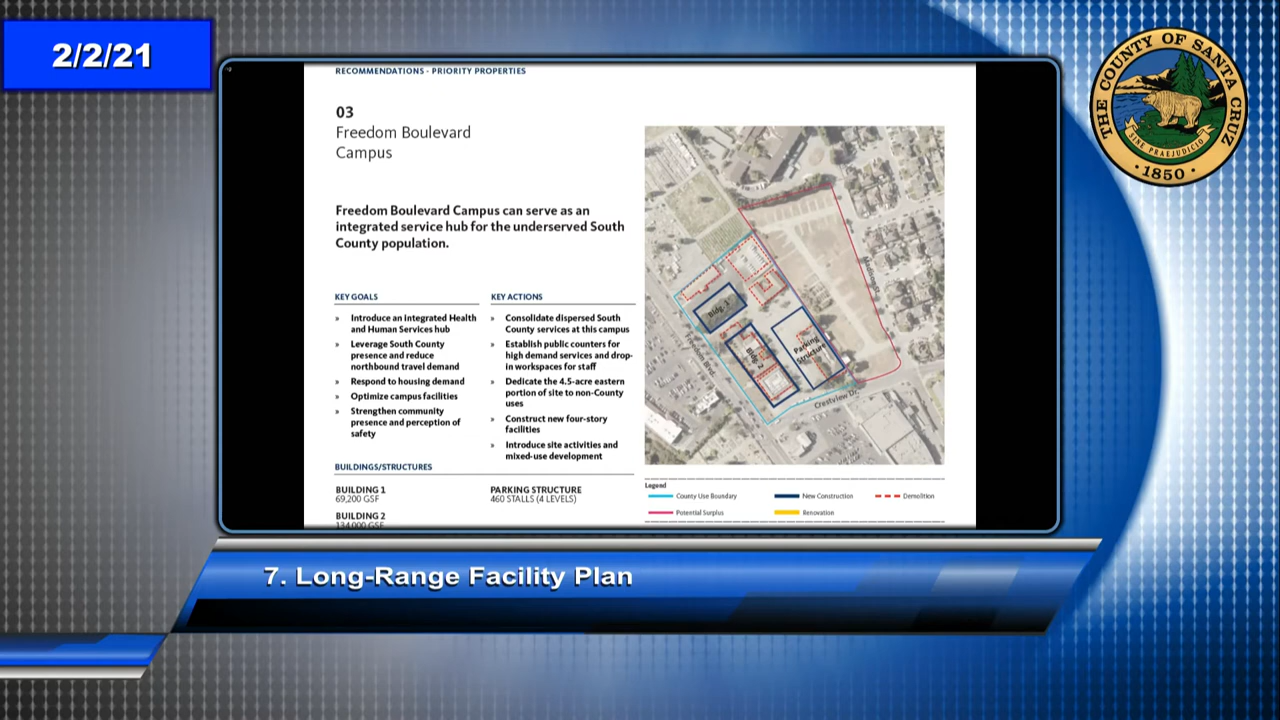 2/2/21
THE COUNTY OF SANTA CRUZ
SINE PRAEJUDICIO
• 1850 •
RECOMMENDATIONS - PRIORITY PROPERTIES
03
Freedom Boulevard
Campus
Freedom Boulevard Campus can serve as an
integrated service hub for the underserved South
County population.
KEY GOALS
» Introduce an Integrated Health
and Human Services hub
» Leverage South County
presence and reduce
northbound travel demand
» Respond to housing demand
» Optimize campus facilities
» Strengthen community
presence and perception of
safety
KEY ACTIONS
» Consolidate dispersed South
County services at this campus
» Establish public counters for
high demand services and drop-
in workspaces for staff
» Dedicate the 4.5-acre eastern
portion of site to non-County
uses
» Construct new four-story
facilities
» Introduce site activities and
mixed-use development
BUILDINGS/STRUCTURES
BUILDING 1
69,200 GSF
BUILDING 2
134,000 GSF
PARKING STRUCTURE
460 STALLS (4 LEVELS)
Bldg. 1
Bldg. 2
Parking
Structure
Freedom Blvd.
Crestview Dr.
Legend
County Use Boundary
New Construction
Demolition
Potential Surplus
Renovation
7. Long-Range Facility Plan